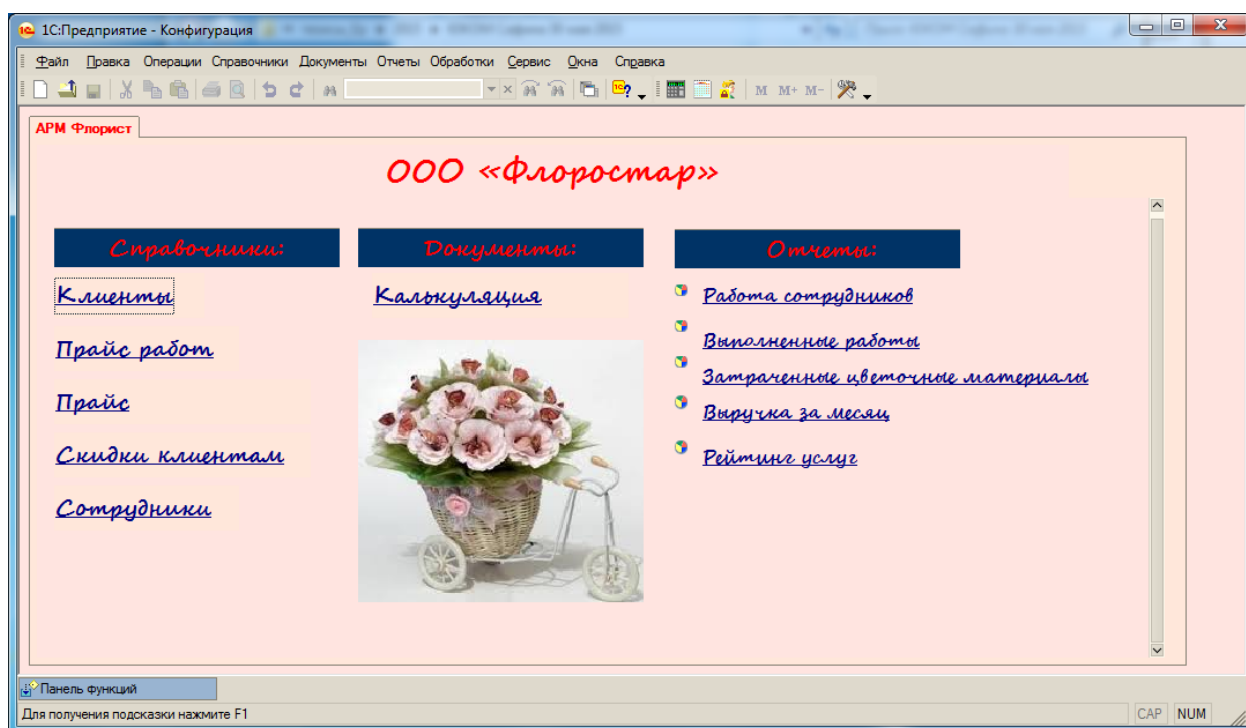 1С:Предприятие - Конфигурация
Файл Правка Операции Справочники Документы Отчеты Обработки Сервис Окна Справка
M M+ M-
АРМ Флорист
ООО «Флоростар»
Справочники: Документы: Отчеты:
Клиенты Калькуляция Работа сотрудников
Прайс работ Выполненные работы
Затраченные цветочные материалы
Прайс Выручка за месяц
Скидки клиентам Рейтинг услуг
Сотрудники
Панель функций
Для получения подсказки нажмите F1 CAP NUM